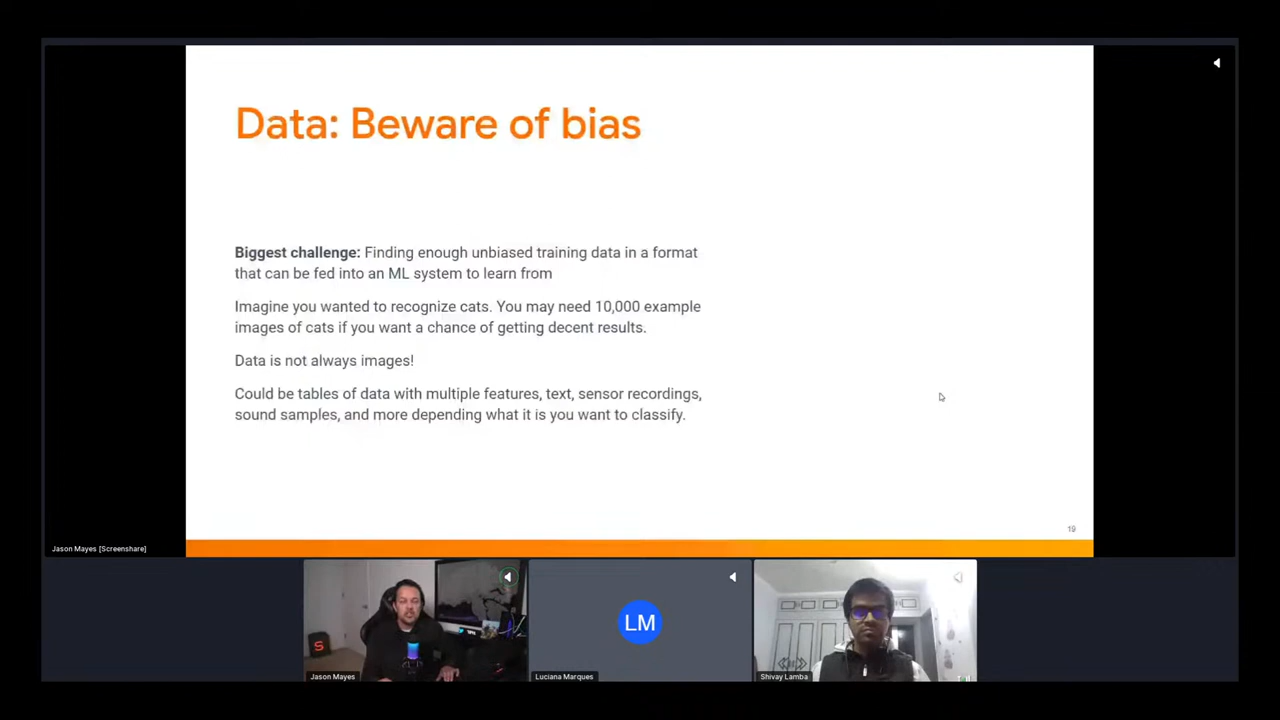 Data: Beware of bias
Biggest challenge: Finding enough unbiased training data in a format
that can be fed into an ML system to learn from
Imagine you wanted to recognize cats. You may need 10,000 example
images of cats if you want a chance of getting decent results.
Data is not always images!
Could be tables of data with multiple features, text, sensor recordings,
sound samples, and more depending what it is you want to classify.
19
Jason Mayes [Screenshare]
S
LM
Jason Mayes
Luciana Marques
Shivay Lamba